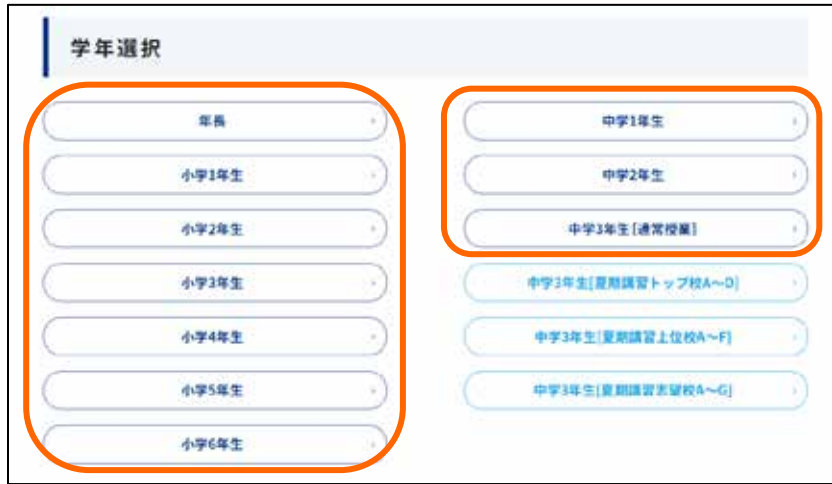 学年選択
年長
小学1年生
小学2年生
小学3年生
小学4年生
小学5年生
小学6年生
中学1年生
中学2年生
中学3年生[通常授業]
中学3年生[夏期講習トップ校A～D]
中学3年生[夏期講習上位校A～F]
中学3年生[夏期講習志望校A～G]